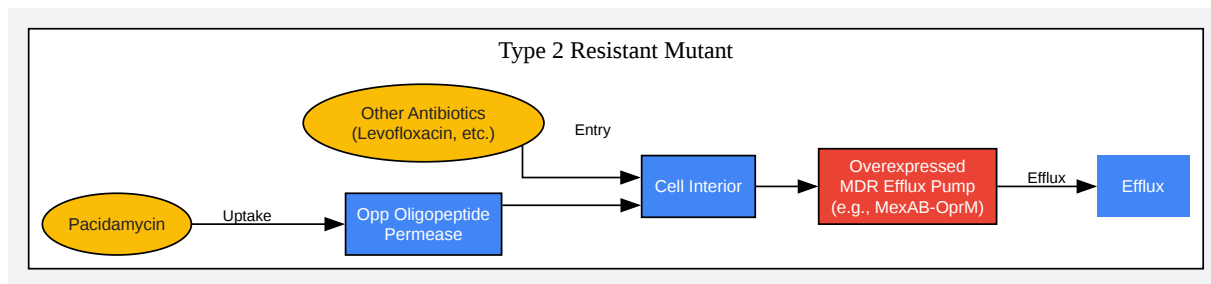 Type 2 Resistant Mutant
Other Antibiotics
(Levofloxacin, etc.)
Entry
Cell Interior
Overexpressed
MDR Efflux Pump
(e.g., MexAB-OprM)
Efflux
Efflux
Pacidamycin
Uptake
Opp Oligopeptide
Permease